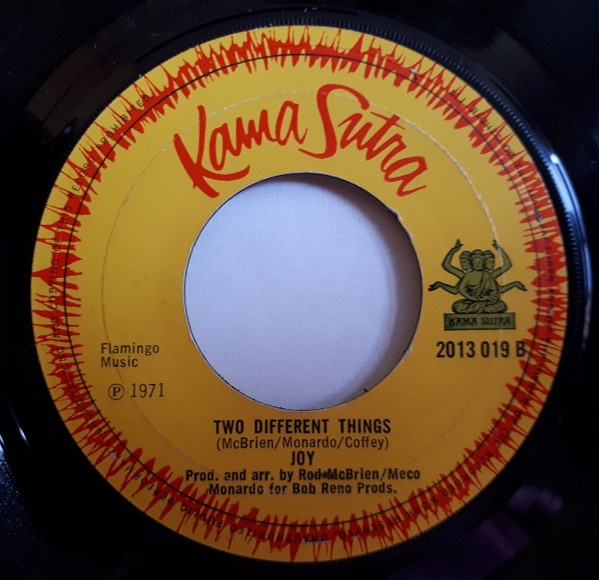 Kama Sutra
KAMA SUTRA
2013 019 B
Flamingo
Music
Ⓟ 1971
TWO DIFFERENT THINGS
(McBrien/Monardo/Coffey)
JOY
Prod. and arr. by Rod McBrien/Meco
Monardo for Bob Reno Prods.